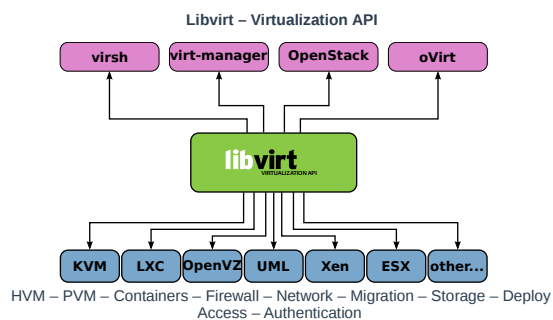 Libvirt – Virtualization API
virsh
virt-manager
OpenStack
oVirt
libvirt
VIRTUALIZATION API
KVM
LXC
OpenVZ
UML
Xen
ESX
other...
HVM – PVM – Containers – Firewall – Network – Migration – Storage – Deploy
Access – Authentication